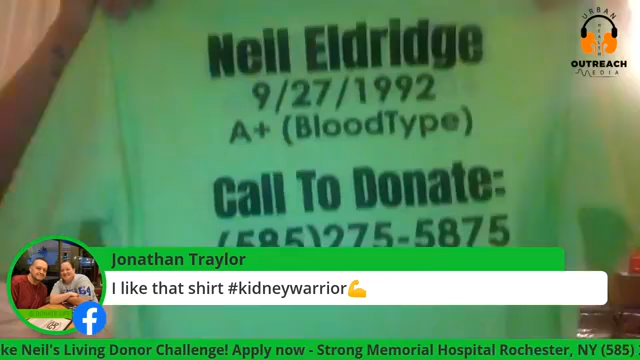 URBAN
HEALTH
OUTREACH
MEDIA
Neil Eldridge
9/27/1992
A+ (BloodType)
Call To Donate:
(585)275-5875
Jonathan Traylor
I like that shirt #kidneywarrior💪
ke Neil's Living Donor Challenge! Apply now - Strong Memorial Hospital Rochester, NY (585)